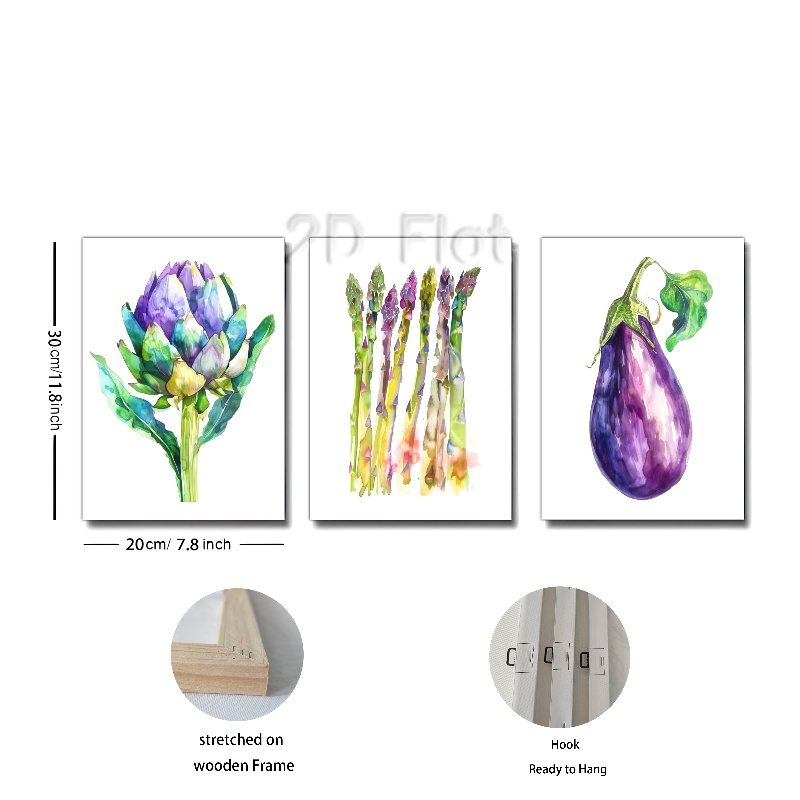 2D Flat
30cm/11.8inch
20cm/ 7.8 inch
stretched on
wooden Frame
Hook
Ready to Hang